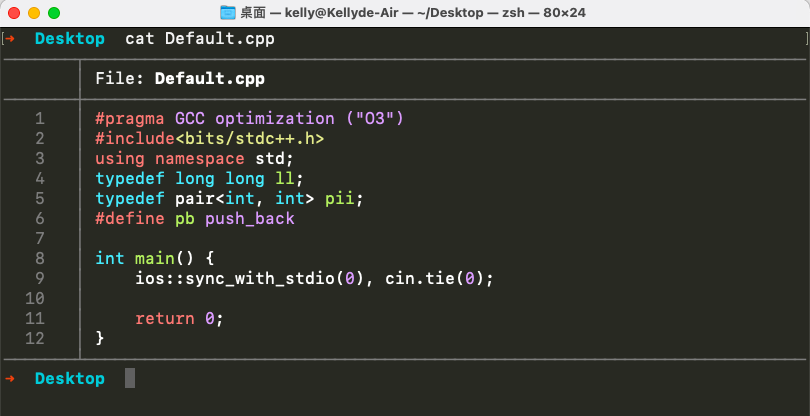 桌面 — kelly@Kellyde-Air — ~/Desktop — zsh — 80×24
[➜  Desktop  cat Default.cpp ]
File: Default.cpp
1 #pragma GCC optimization ("O3")
2 #include<bits/stdc++.h>
3 using namespace std;
4 typedef long long ll;
5 typedef pair<int, int> pii;
6 #define pb push_back
7
8 int main() {
9     ios::sync_with_stdio(0), cin.tie(0);
10
11     return 0;
12 }
➜  Desktop